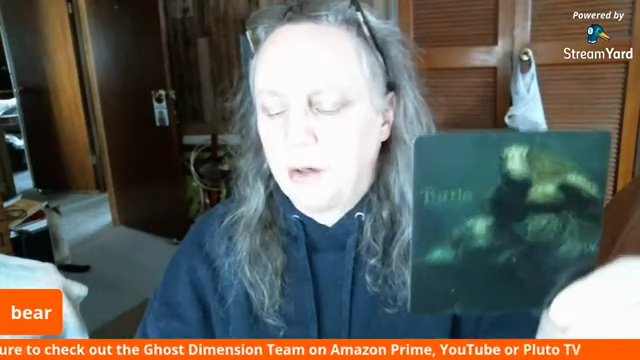 Powered by
StreamYard
Turtle
bear
ure to check out the Ghost Dimension Team on Amazon Prime, YouTube or Pluto TV